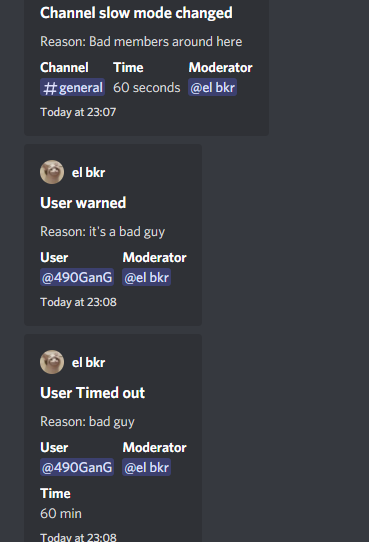 Channel slow mode changed
Reason: Bad members around here
Channel Time Moderator
#general 60 seconds @el bkr
Today at 23:07
el bkr
User warned
Reason: it's a bad guy
User Moderator
@490GanG @el bkr
Today at 23:08
el bkr
User Timed out
Reason: bad guy
User Moderator
@490GanG @el bkr
Time
60 min
Today at 23:08